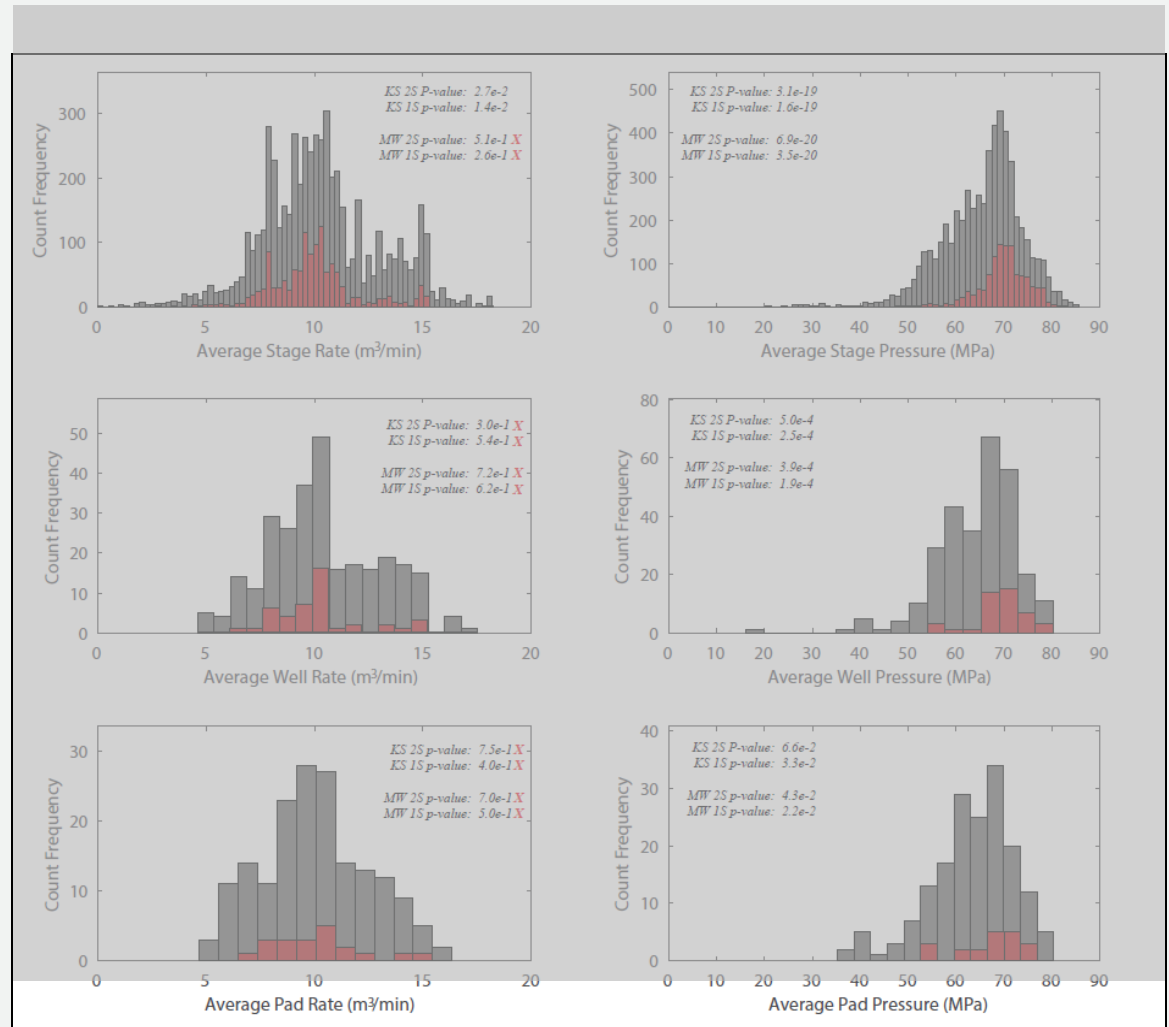 KS 2S P-value: 2.7e-2
KS 1S P-value: 1.4e-2
MW 2S p-value: 5.1e-1 X
MW 1S p-value: 2.6e-1 X
300
200
100
0
Count Frequency
0 5 10 15 20
Average Stage Rate (m³/min)
KS 2S P-value: 3.1e-19
KS 1S p-value: 1.6e-19
MW 2S p-value: 6.9e-20
MW 1S p-value: 3.5e-20
500
400
300
200
100
0
Count Frequency
0 10 20 30 40 50 60 70 80 90
Average Stage Pressure (MPa)
KS 2S P-value: 3.0e-1 X
KS 1S p-value: 5.4e-1 X
MW 2S p-value: 7.2e-1 X
MW 1S p-value: 6.2e-1 X
50
40
30
20
10
0
Count Frequency
0 5 10 15 20
Average Well Rate (m³/min)
KS 2S P-value: 5.0e-4
KS 1S p-value: 2.5e-4
MW 2S p-value: 3.9e-4
MW 1S p-value: 1.9e-4
80
60
40
20
0
Count Frequency
0 10 20 30 40 50 60 70 80 90
Average Well Pressure (MPa)
KS 2S p-value: 7.5e-1 X
KS 1S p-value: 4.0e-1 X
MW 2S p-value: 7.0e-1 X
MW 1S p-value: 5.0e-1 X
30
20
10
0
Count Frequency
0 5 10 15 20
Average Pad Rate (m³/min)
KS 2S P-value: 6.6e-2
KS 1S p-value: 3.3e-2
MW 2S p-value: 4.3e-2
MW 1S p-value: 2.2e-2
40
30
20
10
0
Count Frequency
0 10 20 30 40 50 60 70 80 90
Average Pad Pressure (MPa)